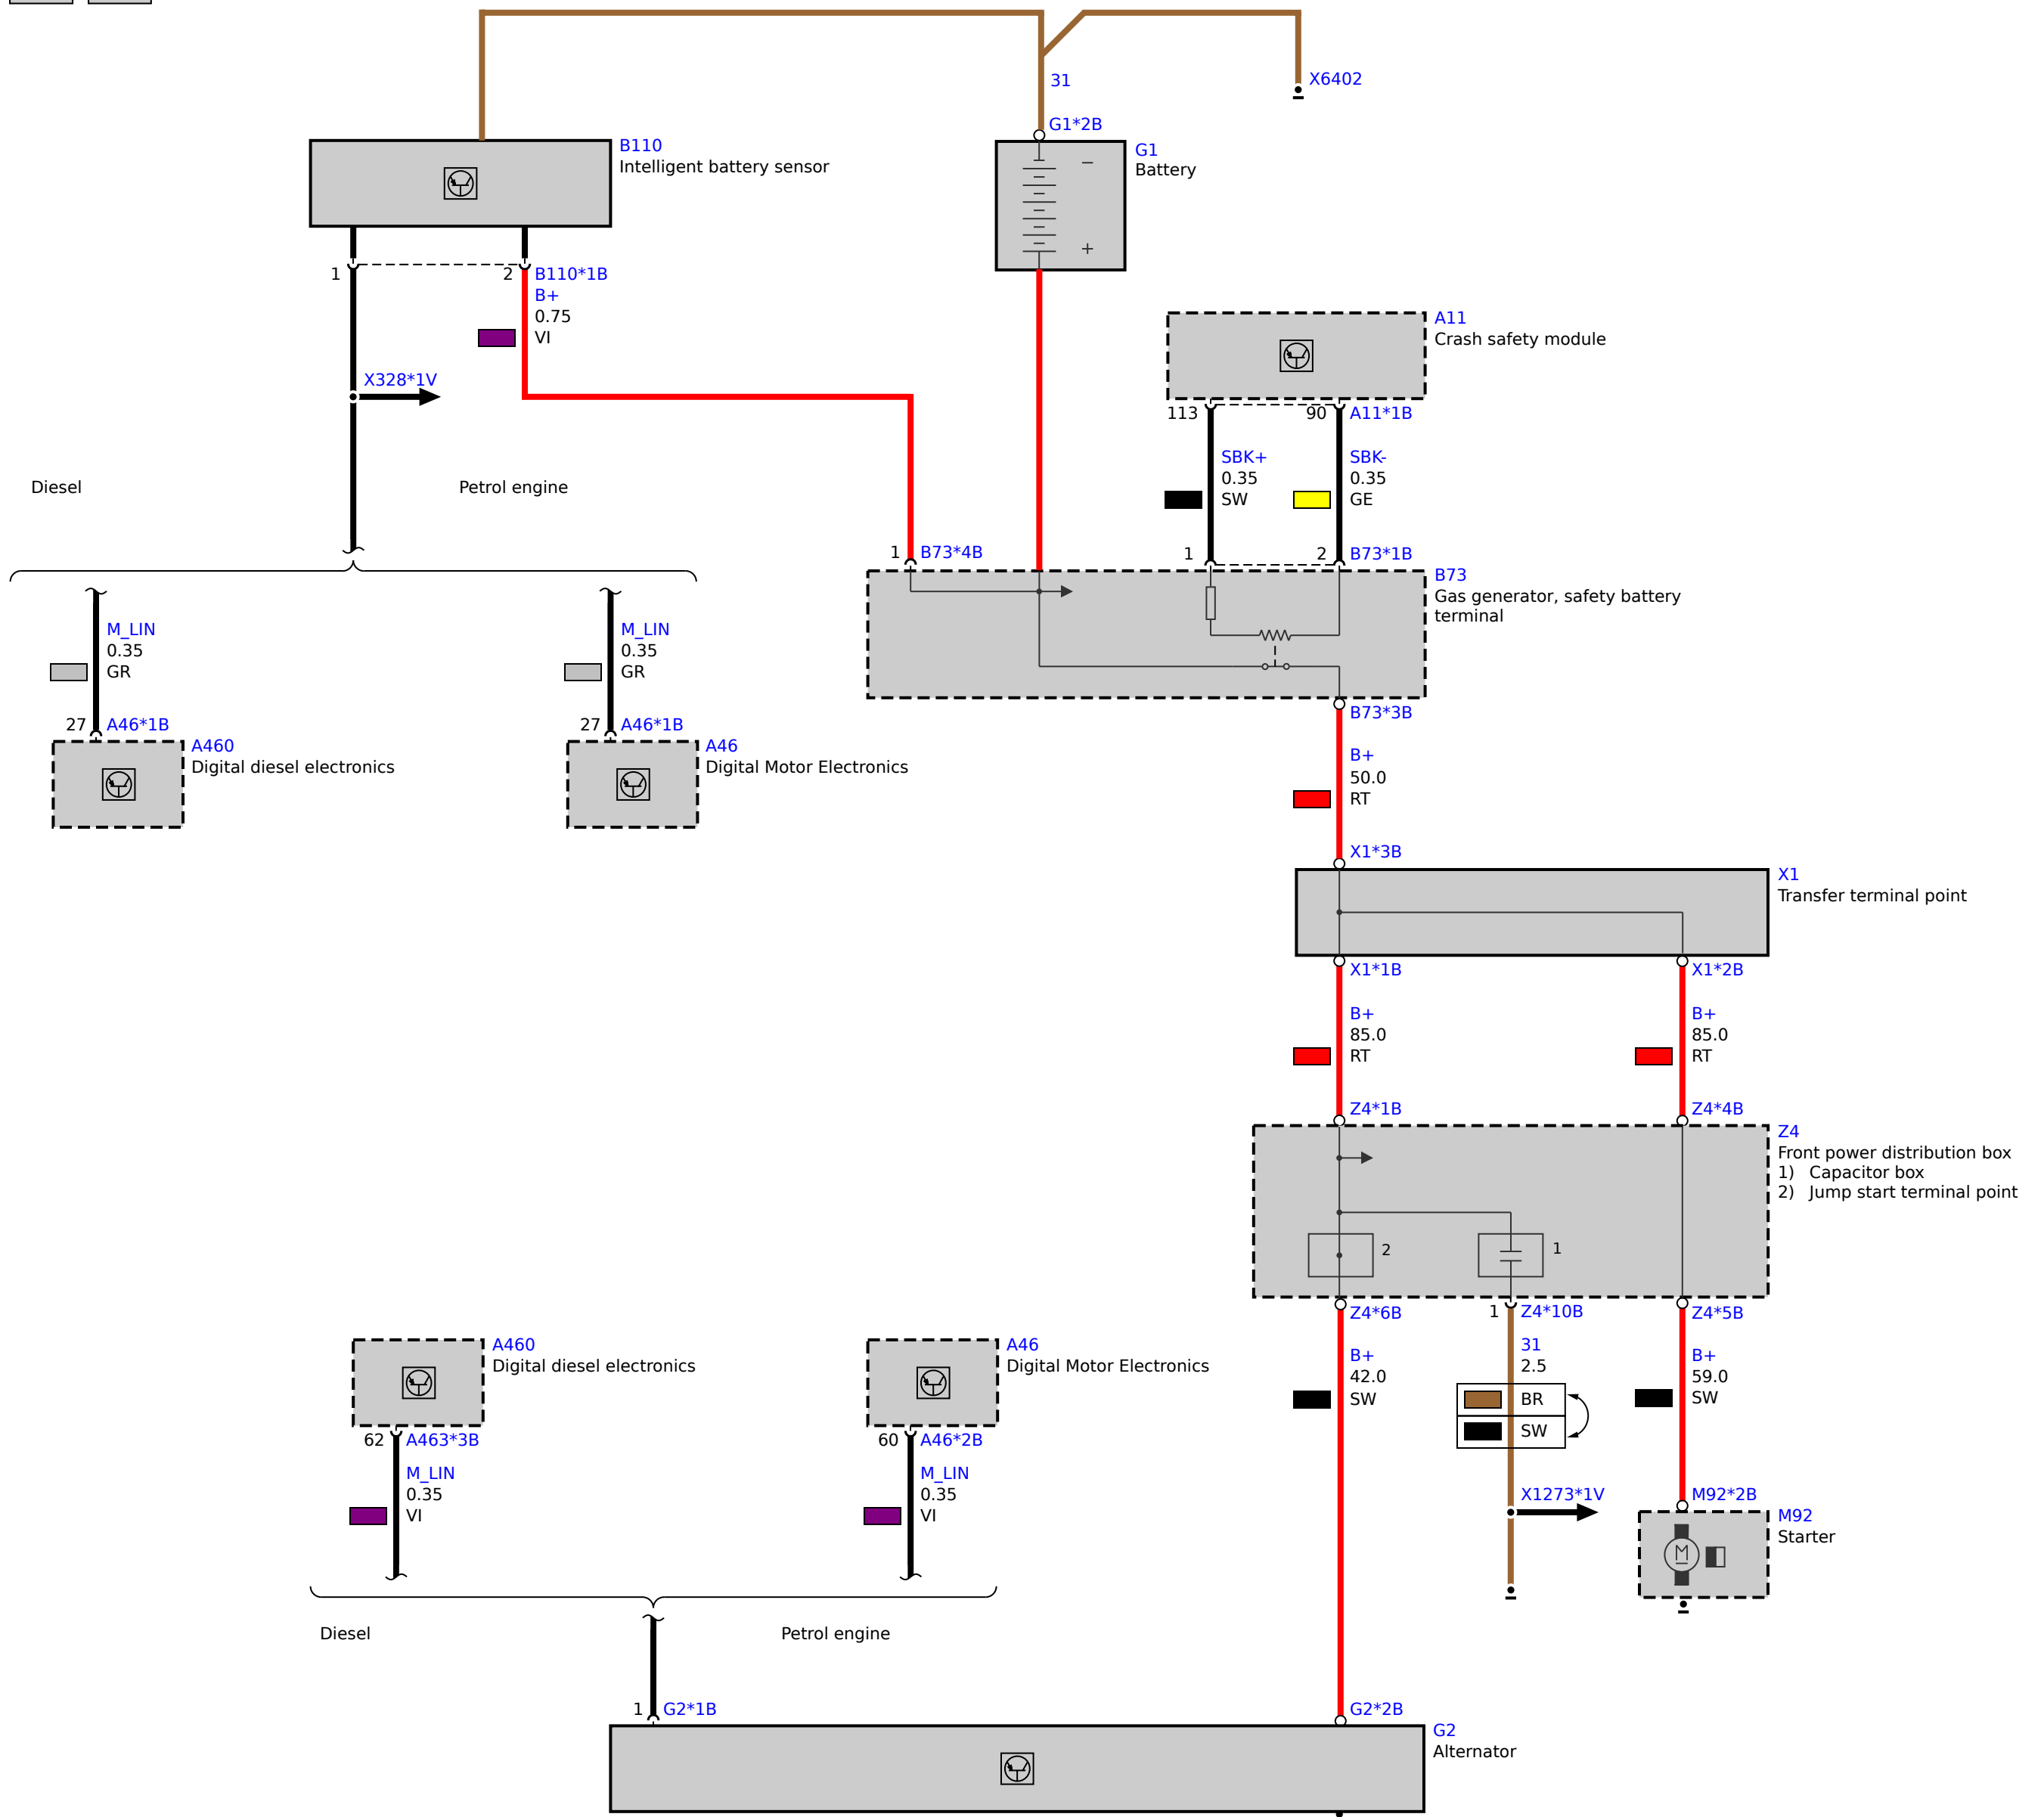 31
X6402
G1*2B
B110
Intelligent battery sensor
G1
Battery
−
+
1
2
B110*1B
B+
0.75
VI
X328*1V
A11
Crash safety module
113
90
A11*1B
SBK+
0.35
SW
SBK-
0.35
GE
Diesel
Petrol engine
1
B73*4B
1
2
B73*1B
B73
Gas generator, safety battery
terminal
M_LIN
0.35
GR
M_LIN
0.35
GR
27
A46*1B
27
A46*1B
A460
Digital diesel electronics
A46
Digital Motor Electronics
B73*3B
B+
50.0
RT
X1*3B
X1
Transfer terminal point
X1*1B
X1*2B
B+
85.0
RT
B+
85.0
RT
Z4*1B
Z4*4B
Z4
Front power distribution box
1) Capacitor box
2) Jump start terminal point
2
1
Z4*6B
1
Z4*10B
Z4*5B
B+
42.0
SW
31
2.5
BR
SW
B+
59.0
SW
A460
Digital diesel electronics
A46
Digital Motor Electronics
62
A463*3B
60
A46*2B
M_LIN
0.35
VI
M_LIN
0.35
VI
X1273*1V
M92*2B
M92
Starter
M
Diesel
Petrol engine
1
G2*1B
G2*2B
G2
Alternator